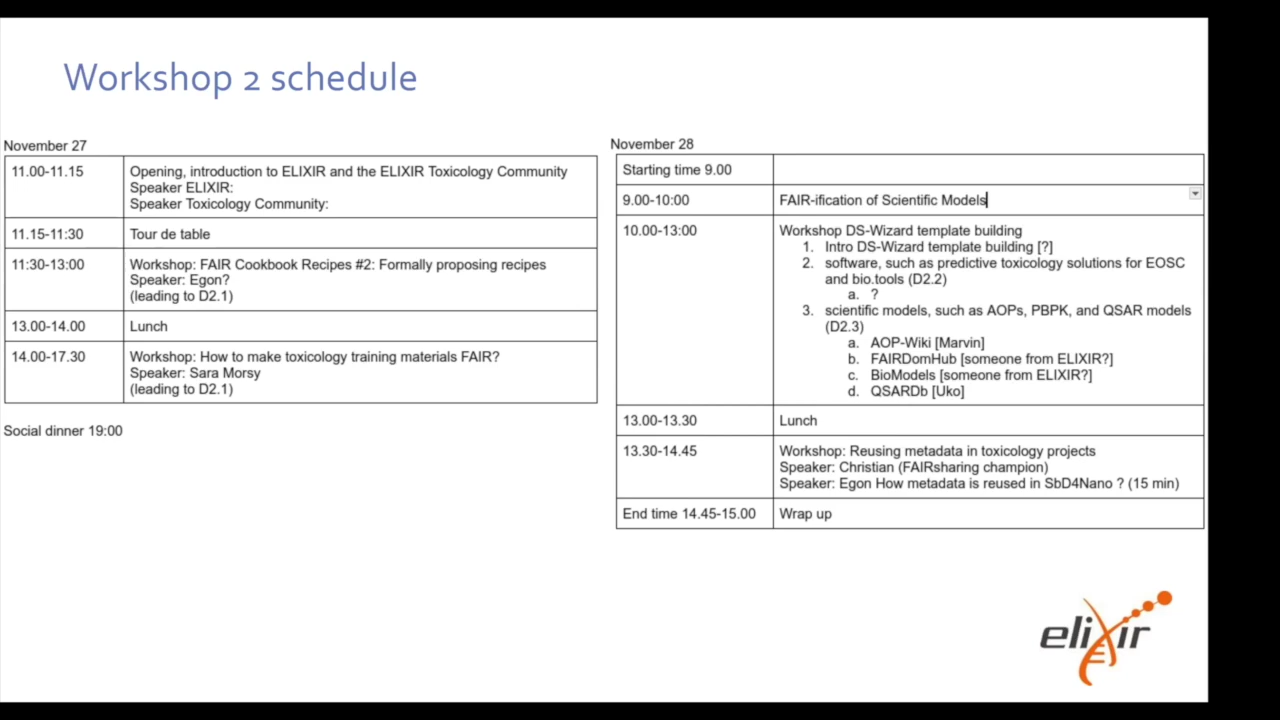 Workshop 2 schedule
November 27
11.00-11.15
Opening, introduction to ELIXIR and the ELIXIR Toxicology Community
Speaker ELIXIR:
Speaker Toxicology Community:
11.15-11:30
Tour de table
11:30-13:00
Workshop: FAIR Cookbook Recipes #2: Formally proposing recipes
Speaker: Egon?
(leading to D2.1)
13.00-14.00
Lunch
14.00-17.30
Workshop: How to make toxicology training materials FAIR?
Speaker: Sara Morsy
(leading to D2.1)
Social dinner 19:00
November 28
Starting time 9.00
9.00-10:00
FAIR-ification of Scientific Models
10.00-13:00
Workshop DS-Wizard template building
1. Intro DS-Wizard template building [?]
2. software, such as predictive toxicology solutions for EOSC
and bio.tools (D2.2)
a. ?
3. scientific models, such as AOPs, PBPK, and QSAR models
(D2.3)
a. AOP-Wiki [Marvin]
b. FAIRDomHub [someone from ELIXIR?]
c. BioModels [someone from ELIXIR?]
d. QSARDb [Uko]
13.00-13.30
Lunch
13.30-14.45
Workshop: Reusing metadata in toxicology projects
Speaker: Christian (FAIRsharing champion)
Speaker: Egon How metadata is reused in SbD4Nano ? (15 min)
End time 14.45-15.00
Wrap up
elixir